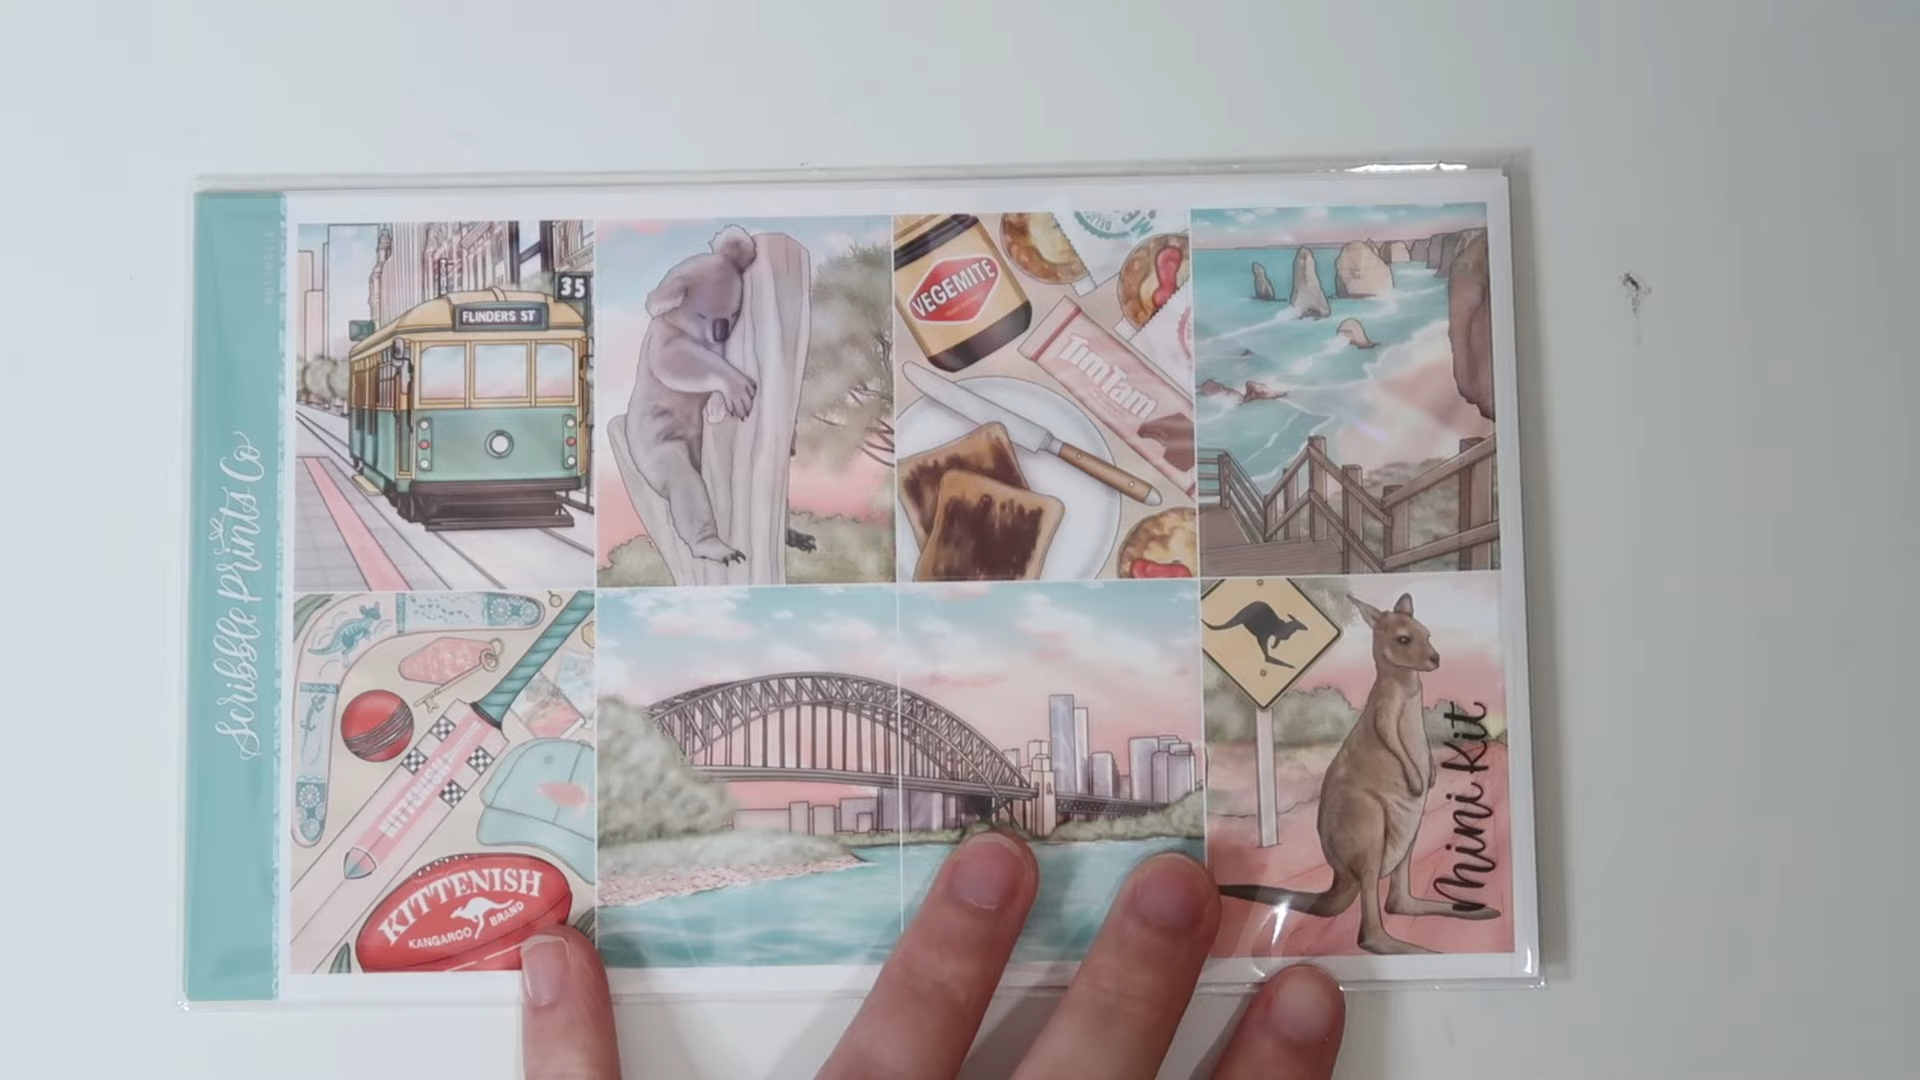 Scribble Prints Co
35
FLINDERS ST
VEGEMITE
TimTam
KITTENISH
KITTENISH
KANGAROO BRAND
Mini Kit